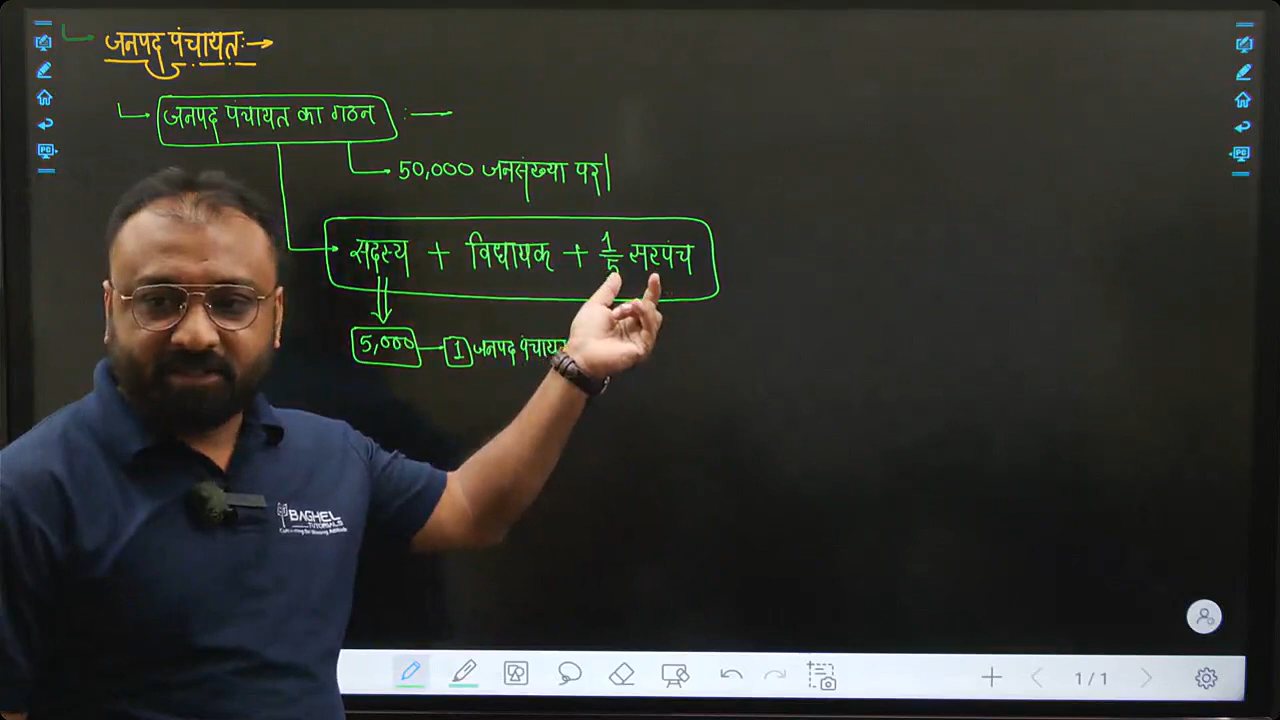 जनपद पंचायत:→
जनपद पंचायत का गठन :—
50,000 जनसंख्या पर|
सदस्य + विधायक + 1/5 सरपंच
5,000 → 1 जनपद पंचायत
BAGHEL
TUTORIALS
1 / 1